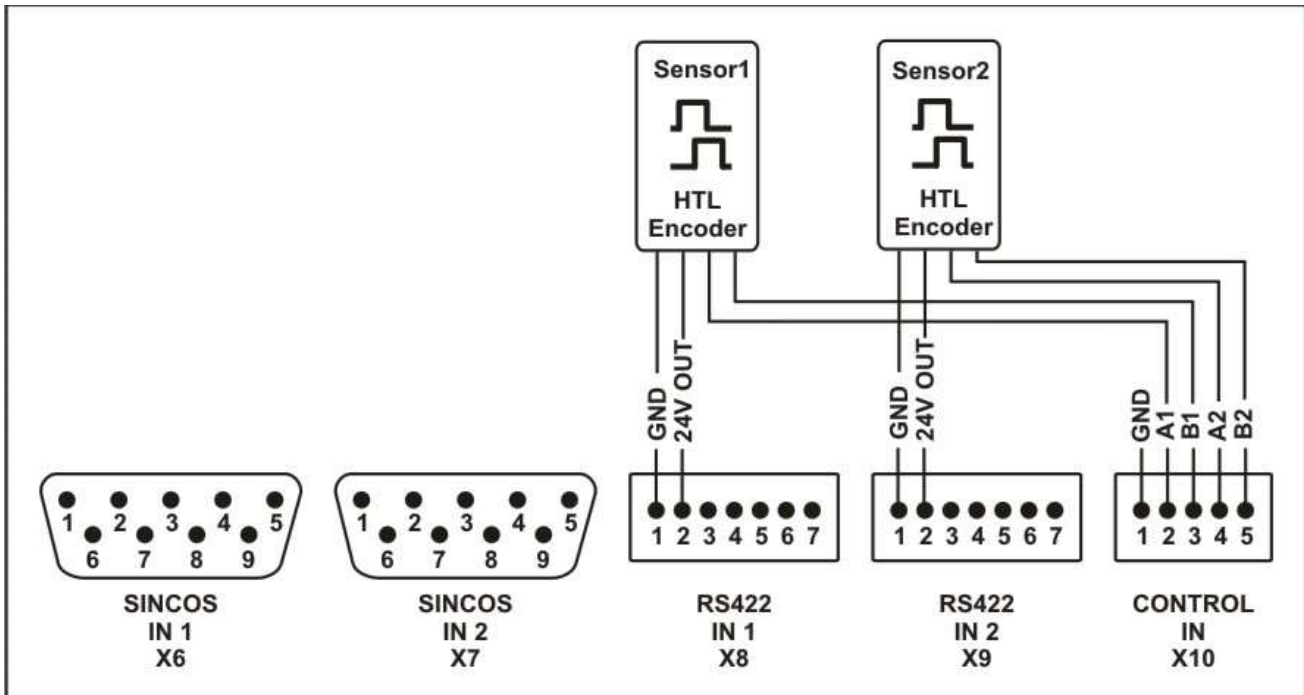 Sensor1
HTL
Encoder
Sensor2
HTL
Encoder
GND
24V OUT
GND
24V OUT
GND
A1
B1
A2
B2
1 2 3 4 5
6 7 8 9
SINCOS
IN 1
X6
1 2 3 4 5
6 7 8 9
SINCOS
IN 2
X7
1 2 3 4 5 6 7
RS422
IN 1
X8
1 2 3 4 5 6 7
RS422
IN 2
X9
1 2 3 4 5
CONTROL
IN
X10